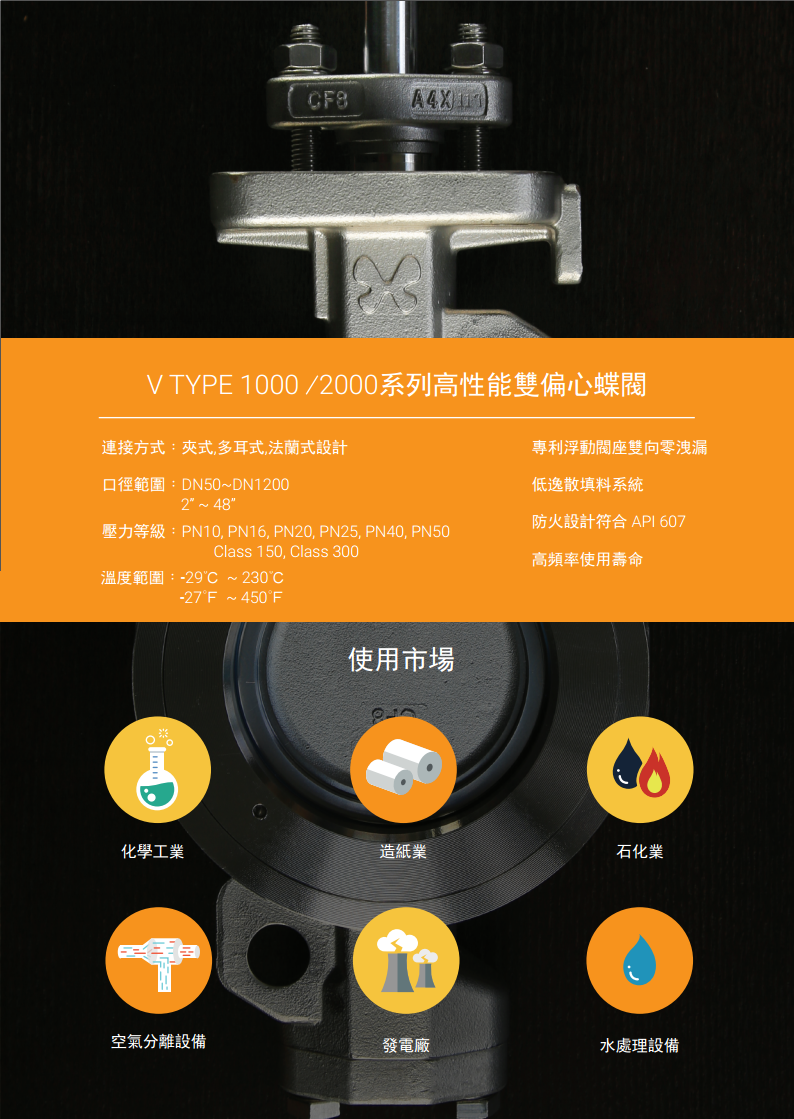 CF8
A4X
V TYPE 1000 /2000系列高性能雙偏心蝶閥
連接方式：夾式,多耳式,法蘭式設計
口徑範圍：DN50~DN1200
2” ~ 48”
壓力等級：PN10, PN16, PN20, PN25, PN40, PN50
Class 150, Class 300
溫度範圍：-29°C ~ 230°C
-27°F ~ 450°F
專利浮動閥座雙向零洩漏
低逸散填料系統
防火設計符合 API 607
高頻率使用壽命
使用市場
化學工業
造紙業
石化業
空氣分離設備
發電廠
水處理設備